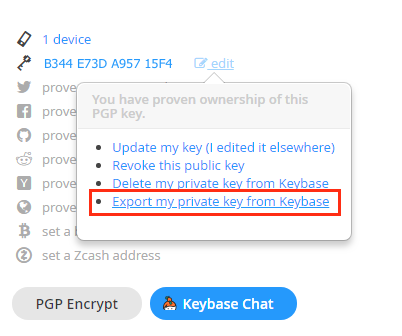 1 device
B344 E73D A957 15F4 edit
prove
You have proven ownership of this
PGP key.
prove
Update my key (I edited it elsewhere)
prove
Revoke this public key
prove
Delete my private key from Keybase
prove
Export my private key from Keybase
prove
set a
set a Zcash address
PGP Encrypt
Keybase Chat